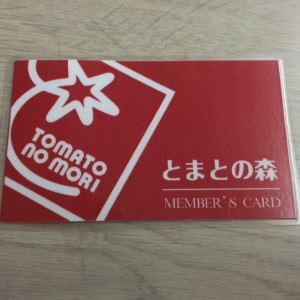 TOMATO
NO MORI
とまとの森
MEMBER'S CARD